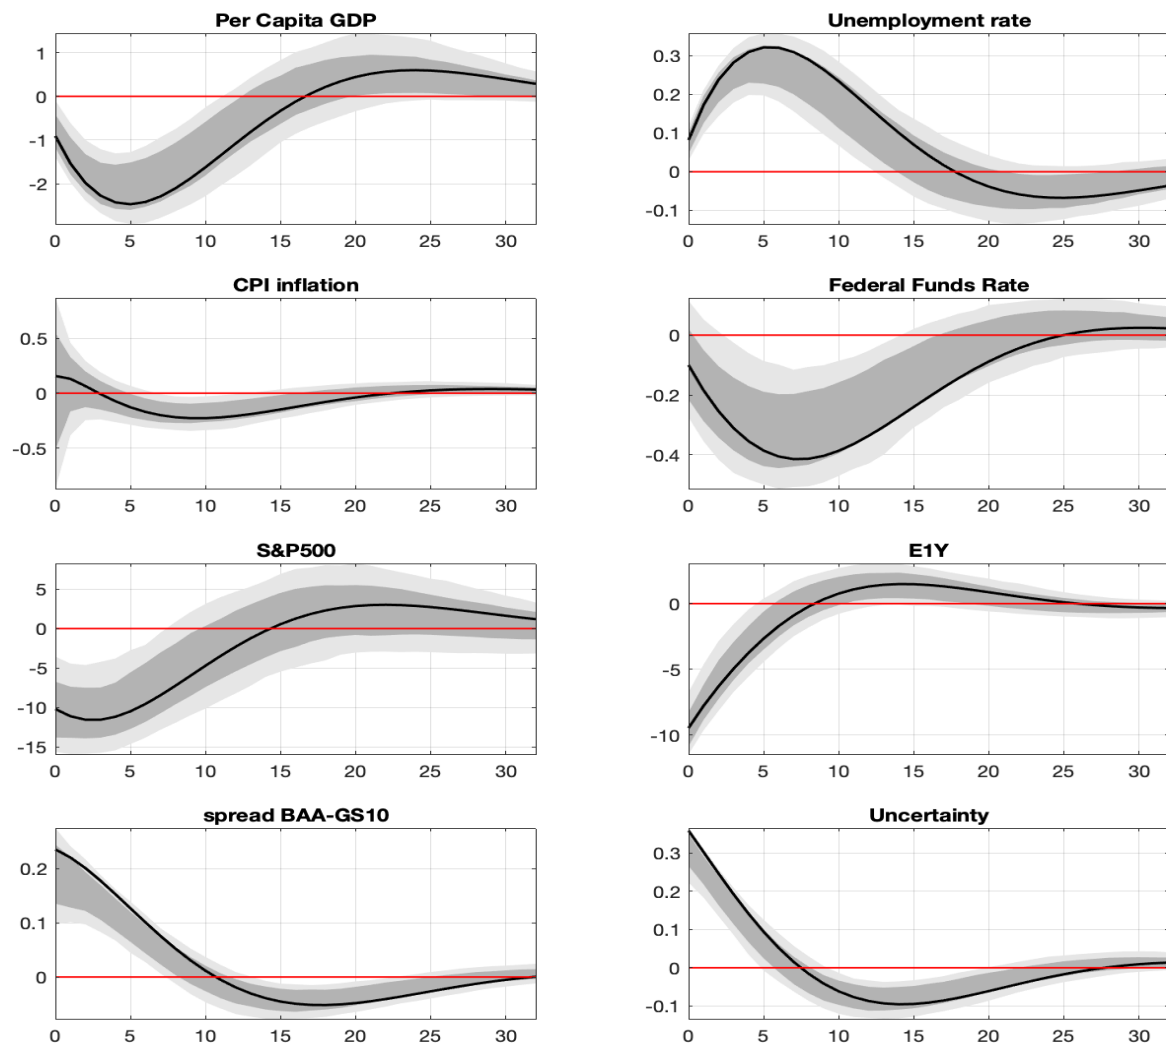 Per Capita GDP
1
0
-1
-2
0 5 10 15 20 25 30
Unemployment rate
0.3
0.2
0.1
0
-0.1
0 5 10 15 20 25 30
CPI inflation
0.5
0
-0.5
0 5 10 15 20 25 30
Federal Funds Rate
0
-0.2
-0.4
0 5 10 15 20 25 30
S&P500
5
0
-5
-10
-15
0 5 10 15 20 25 30
E1Y
0
-5
-10
0 5 10 15 20 25 30
spread BAA-GS10
0.2
0.1
0
0 5 10 15 20 25 30
Uncertainty
0.3
0.2
0.1
0
-0.1
0 5 10 15 20 25 30